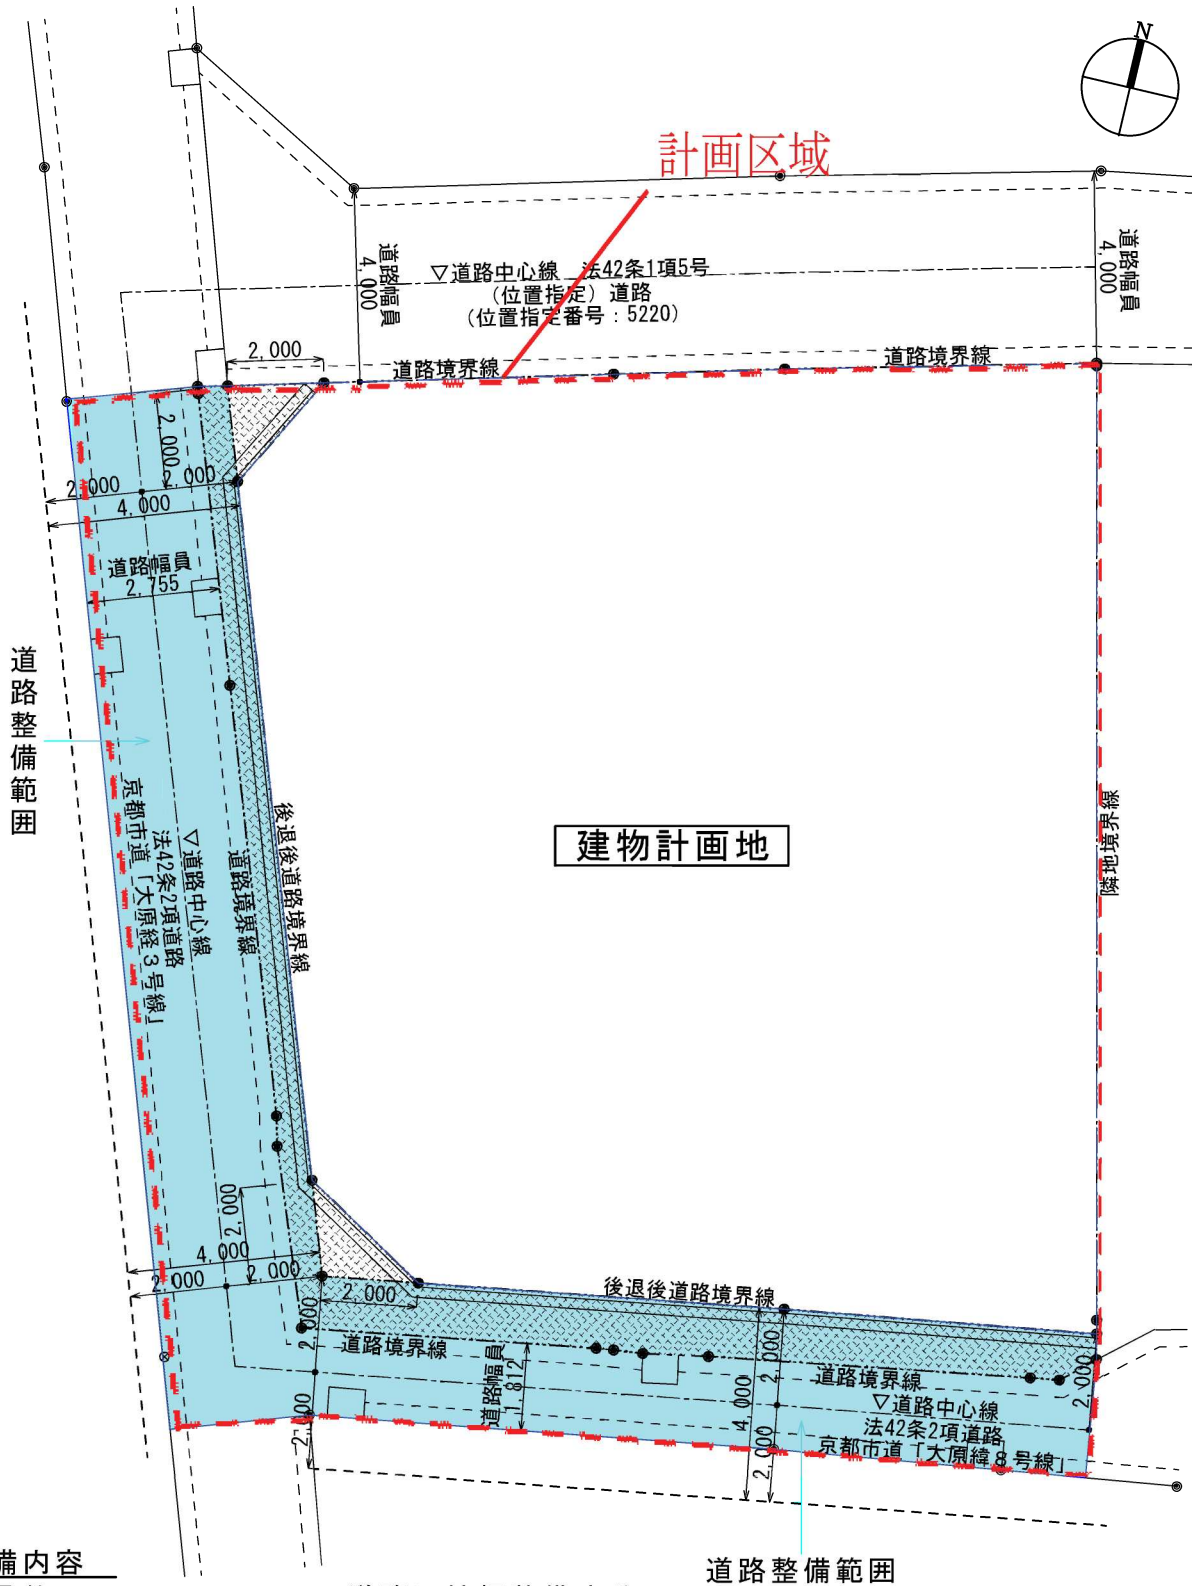 N
計画区域
道路幅員
4,000
▽道路中心線 法42条1項5号
(位置指定) 道路
(位置指定番号：5220)
道路幅員
4,000
2,000
道路境界線
道路境界線
2,000
2,000
2,000
4,000
道路幅員
2,755
道路整備範囲
京都市道「大原経3号線」
法42条2項道路
▽道路中心線
道路境界線
後退後道路境界線
建物計画地
隣地境界線
2,000
4,000
2,000
2,000
2,000
後退後道路境界線
2,000
道路境界線
道路幅員
1,812
2,000
4,000
2,000
道路境界線
2,000
▽道路中心線
法42条2項道路
京都市道「大原緯8号線」
2,000
2,000
備内容
道路整備範囲